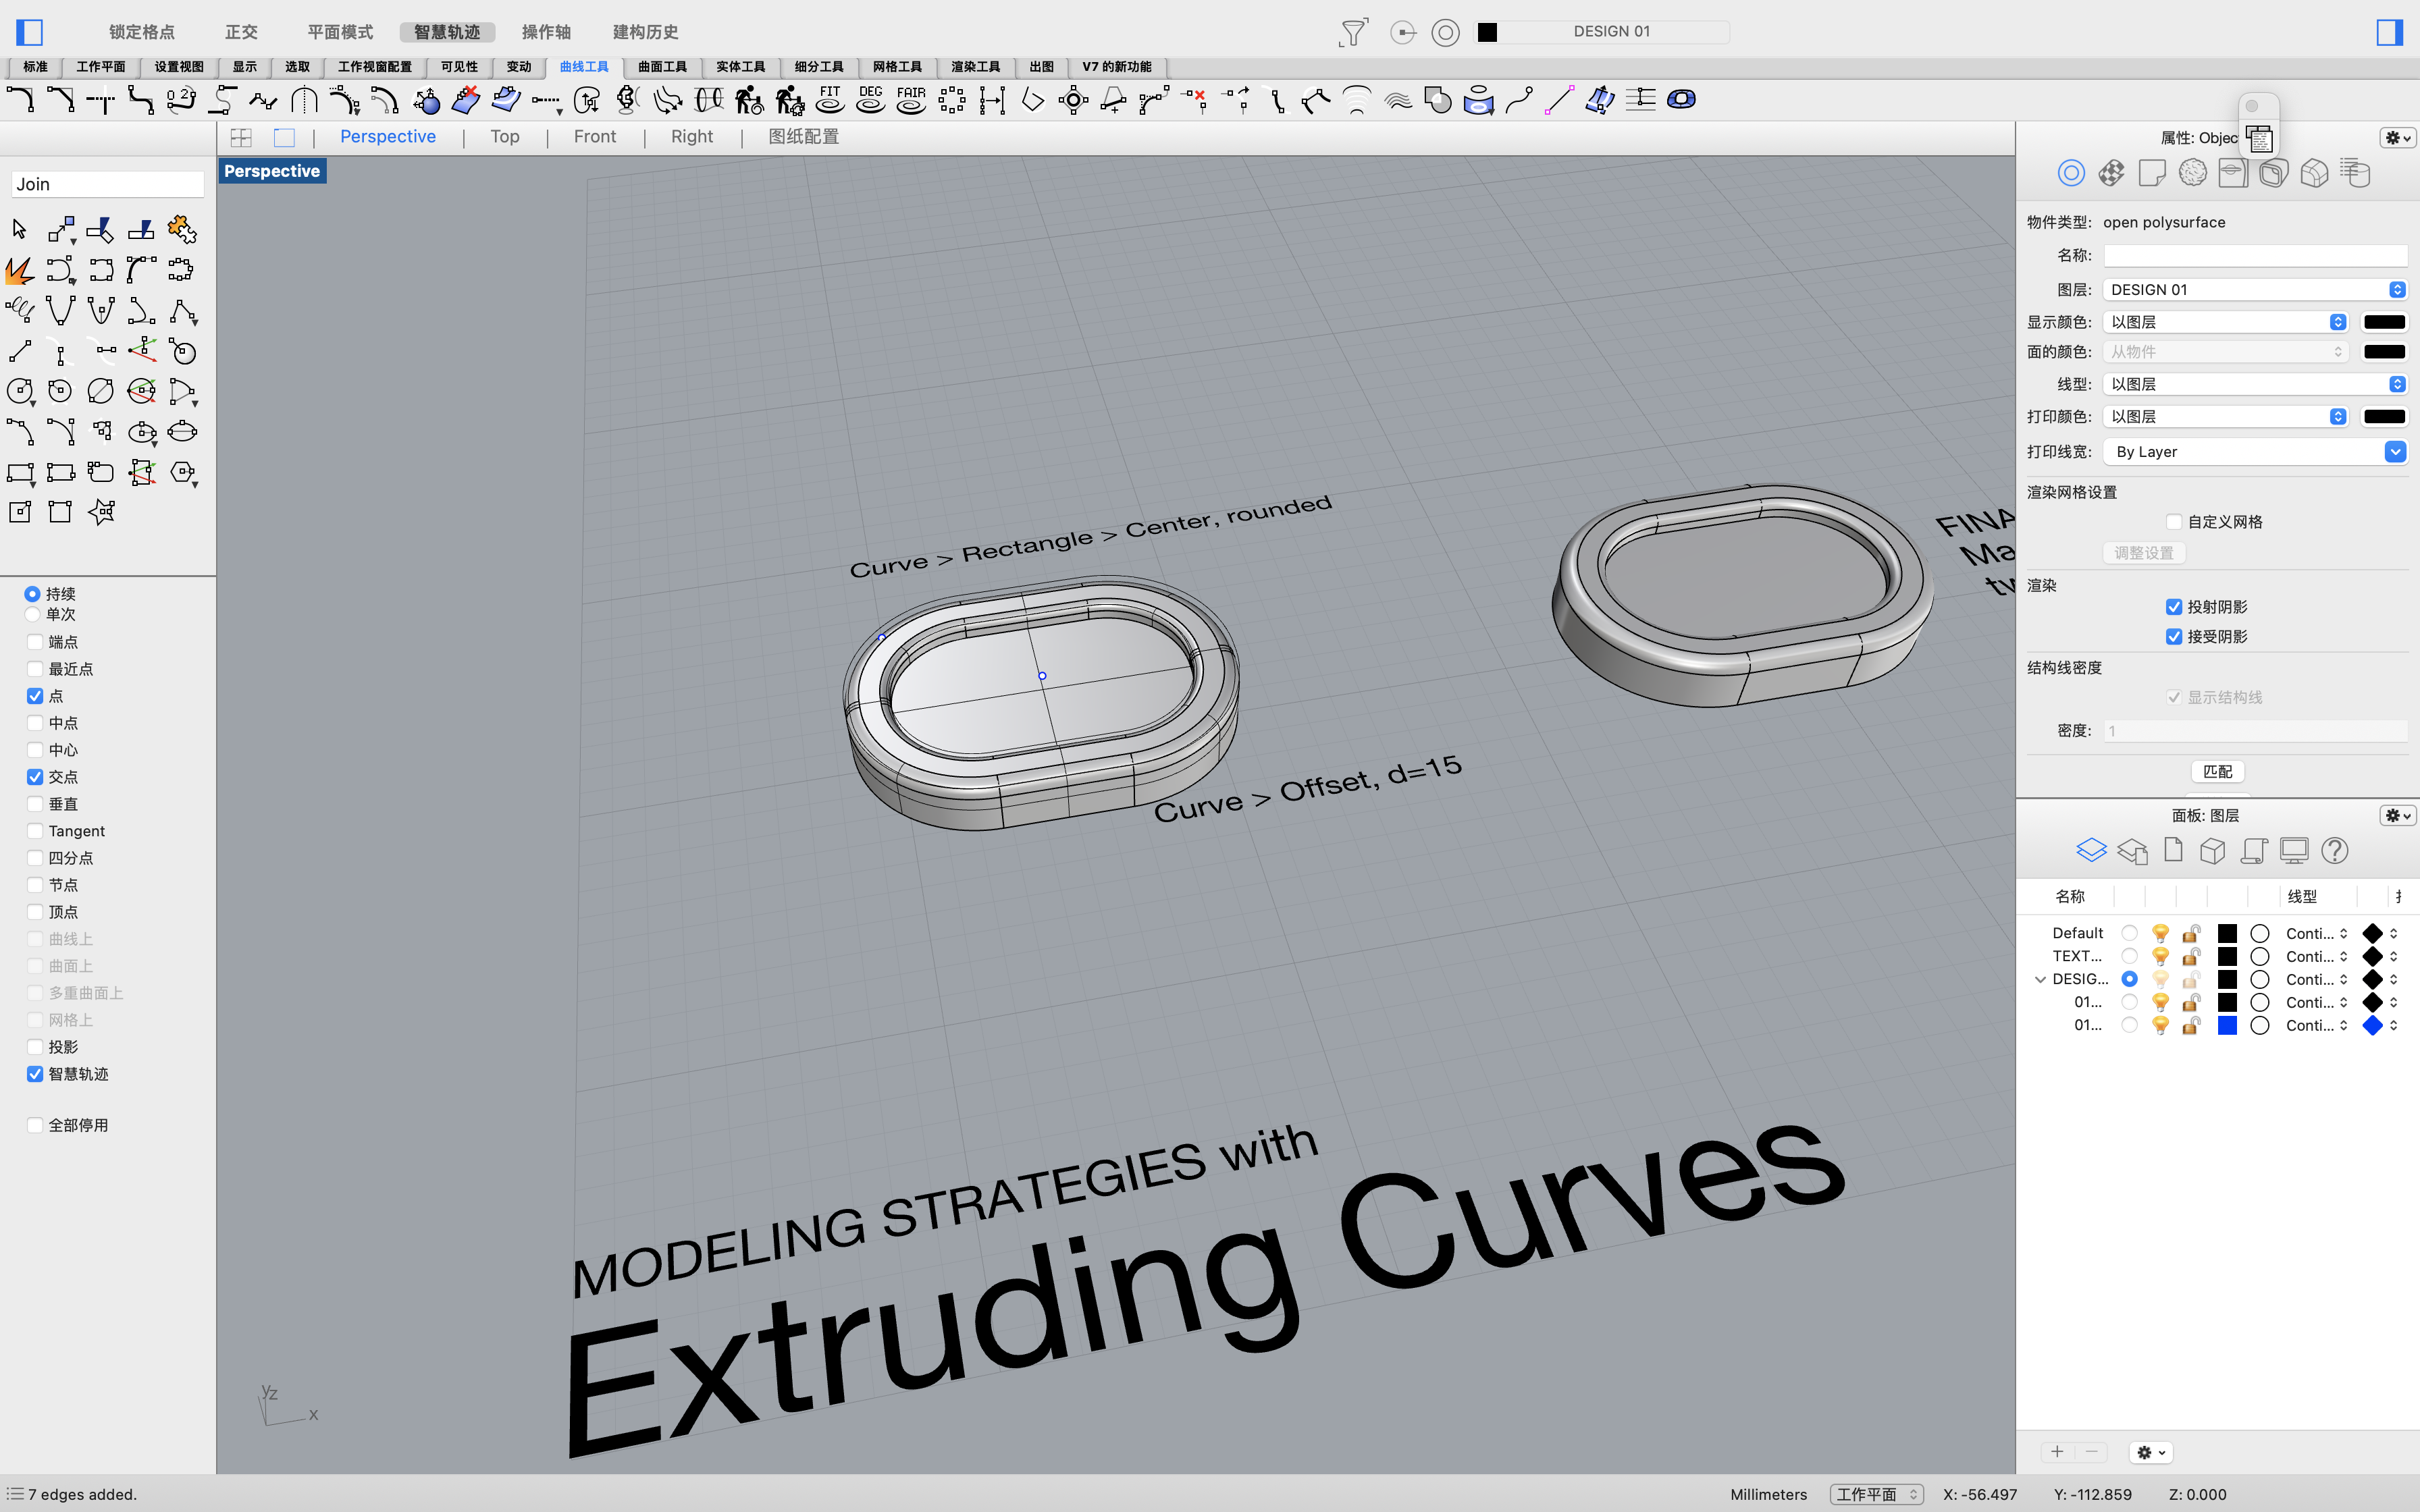 锁定格点 正交 平面模式 智慧轨迹 操作轴 建构历史 DESIGN 01
标准 工作平面 设置视图 显示 选取 工作视窗配置 可见性 变动 曲线工具 曲面工具 实体工具 细分工具 网格工具 渲染工具 出图 V7 的新功能
FIT DEG FAIR
Perspective Top Front Right 图纸配置
Perspective
Join
持续
单次
端点
最近点
点
中点
中心
交点
垂直
Tangent
四分点
节点
顶点
曲线上
曲面上
多重曲面上
网格上
投影
智慧轨迹
全部停用
Curve > Rectangle > Center, rounded
Curve > Offset, d=15
FINA
Ma
tv
MODELING STRATEGIES with
Extruding Curves
y z x
属性: Objec
物件类型: open polysurface
名称:
图层: DESIGN 01
显示颜色: 以图层
面的颜色: 从物件
线型: 以图层
打印颜色: 以图层
打印线宽: By Layer
渲染网格设置
自定义网格
调整设置
渲染
投射阴影
接受阴影
结构线密度
显示结构线
密度: 1
匹配
面板: 图层
名称 线型
Default Conti...
TEXT... Conti...
DESIG... Conti...
01... Conti...
01... Conti...
7 edges added.
Millimeters 工作平面 X: -56.497 Y: -112.859 Z: 0.000